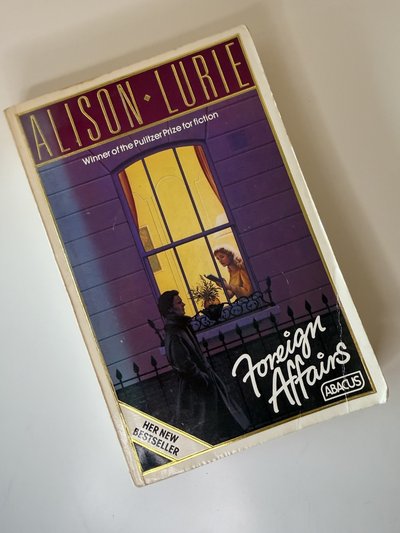 ALISON ◆ LURIE
Winner of the Pulitzer Prize for fiction
Foreign
Affairs
ABACUS
HER NEW
BESTSELLER